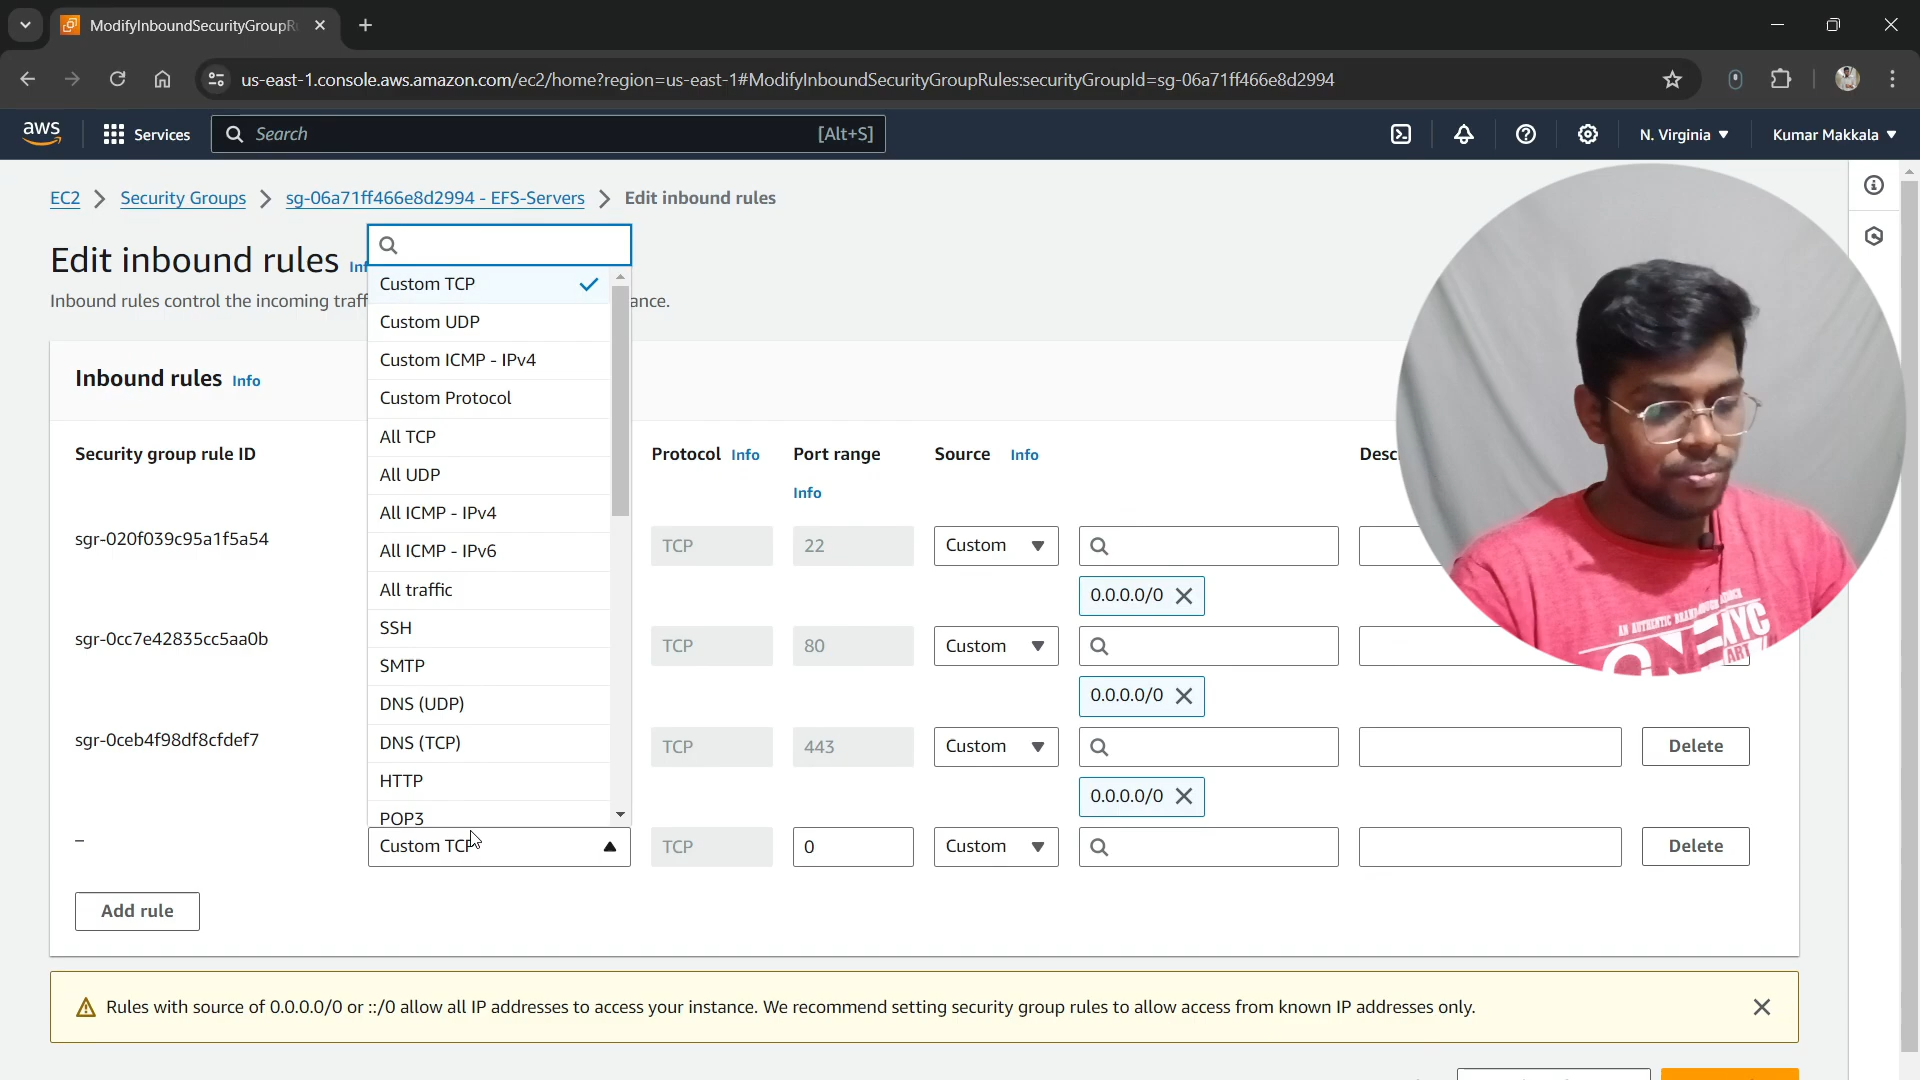 ModifyInboundSecurityGroupR
us-east-1.console.aws.amazon.com/ec2/home?region=us-east-1#ModifyInboundSecurityGroupRules:securityGroupId=sg-06a71ff466e8d2994
aws
Services
Search
[Alt+S]
N. Virginia
Kumar Makkala
EC2
Security Groups
sg-06a71ff466e8d2994 - EFS-Servers
Edit inbound rules
Edit inbound rules
Inf
Inbound rules control the incoming traff
ance.
Custom TCP
Custom UDP
Custom ICMP - IPv4
Custom Protocol
All TCP
All UDP
All ICMP - IPv4
All ICMP - IPv6
All traffic
SSH
SMTP
DNS (UDP)
DNS (TCP)
HTTP
POP3
Inbound rules Info
Security group rule ID
Protocol Info
Port range
Info
Source Info
Desc
sgr-020f039c95a1f5a54
TCP
22
Custom
0.0.0.0/0
sgr-0cc7e42835cc5aa0b
TCP
80
Custom
0.0.0.0/0
sgr-0ceb4f98df8cfdef7
TCP
443
Custom
Delete
0.0.0.0/0
–
Custom TCP
TCP
0
Custom
Delete
Add rule
Rules with source of 0.0.0.0/0 or ::/0 allow all IP addresses to access your instance. We recommend setting security group rules to allow access from known IP addresses only.
NYC
ART